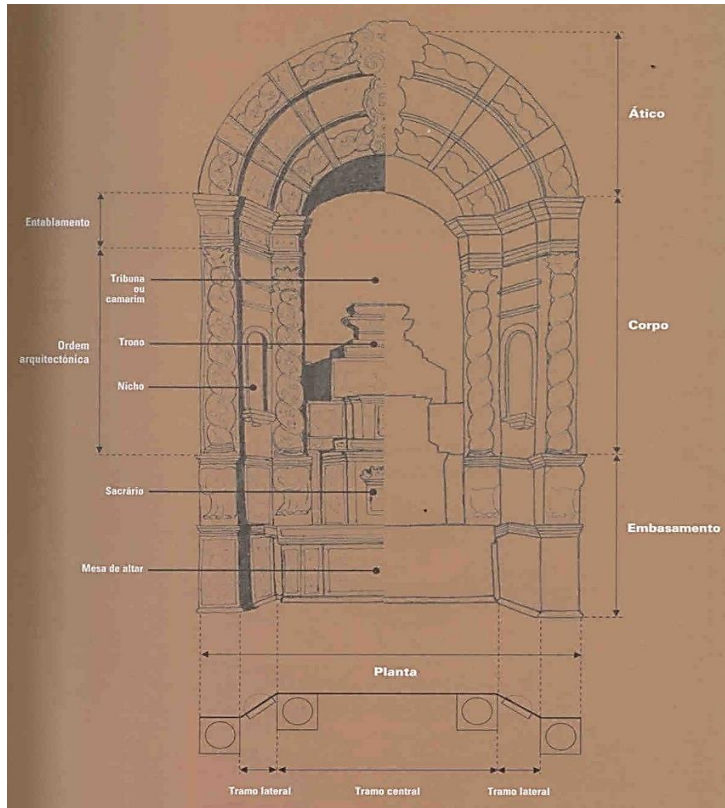 Ático
Entablamento
Tribuna
ou
camarim
Corpo
Ordem
arquitectónica
Trono
Nicho
Sacrário
Embasamento
Mesa de altar
Planta
Tramo lateral
Tramo central
Tramo lateral